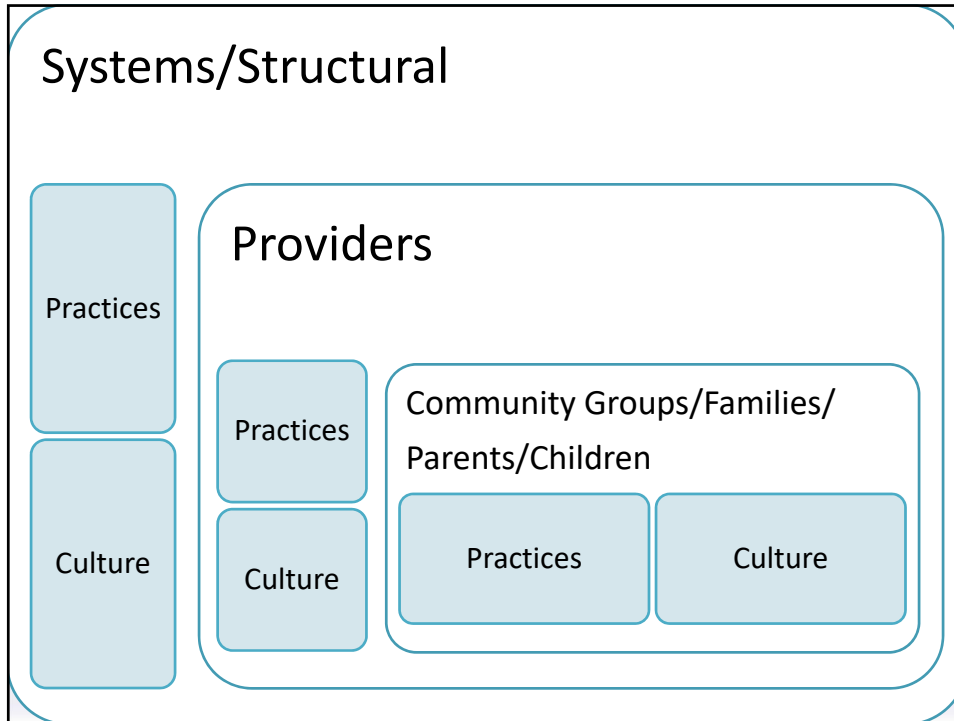 Systems/Structural
Practices
Culture
Providers
Practices
Culture
Community Groups/Families/
Parents/Children
Practices
Culture